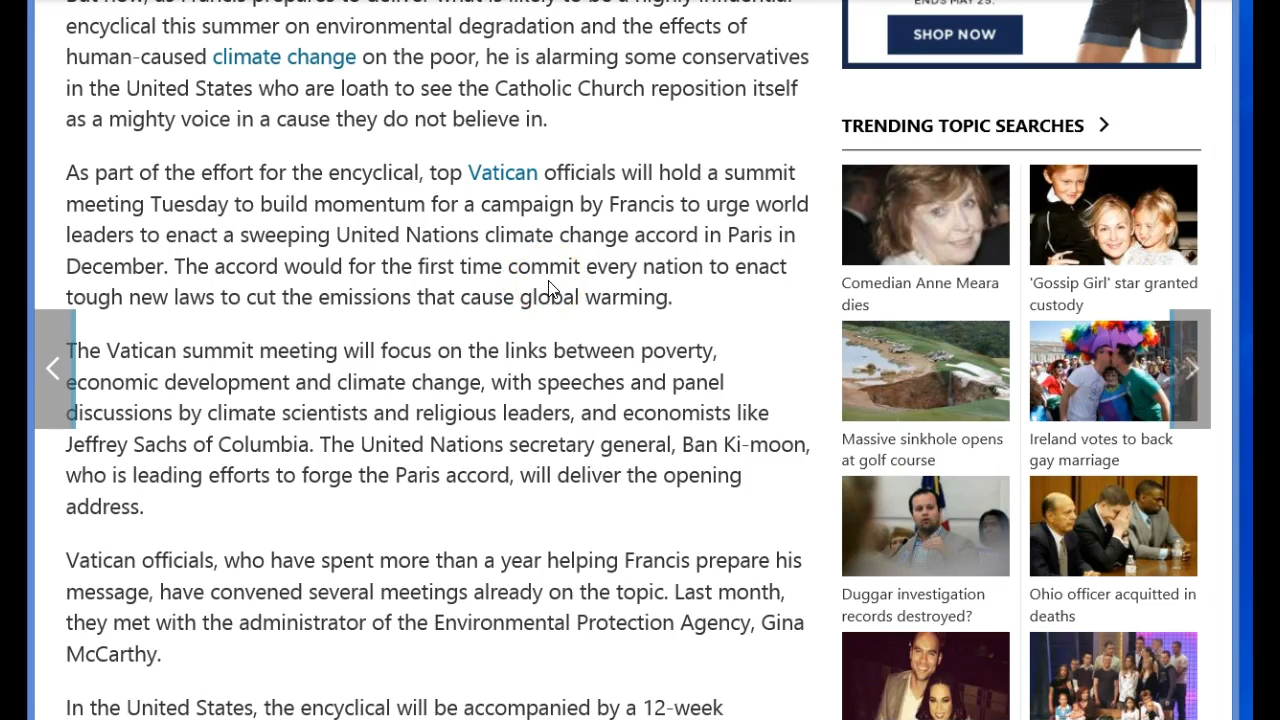 encyclical this summer on environmental degradation and the effects of
human-caused climate change on the poor, he is alarming some conservatives
in the United States who are loath to see the Catholic Church reposition itself
as a mighty voice in a cause they do not believe in.
As part of the effort for the encyclical, top Vatican officials will hold a summit
meeting Tuesday to build momentum for a campaign by Francis to urge world
leaders to enact a sweeping United Nations climate change accord in Paris in
December. The accord would for the first time commit every nation to enact
tough new laws to cut the emissions that cause global warming.
The Vatican summit meeting will focus on the links between poverty,
economic development and climate change, with speeches and panel
discussions by climate scientists and religious leaders, and economists like
Jeffrey Sachs of Columbia. The United Nations secretary general, Ban Ki-moon,
who is leading efforts to forge the Paris accord, will deliver the opening
address.
Vatican officials, who have spent more than a year helping Francis prepare his
message, have convened several meetings already on the topic. Last month,
they met with the administrator of the Environmental Protection Agency, Gina
McCarthy.
In the United States, the encyclical will be accompanied by a 12-week
ENDS MAY 25.
SHOP NOW
TRENDING TOPIC SEARCHES
Comedian Anne Meara
dies
'Gossip Girl' star granted
custody
Massive sinkhole opens
at golf course
Ireland votes to back
gay marriage
Duggar investigation
records destroyed?
Ohio officer acquitted in
deaths